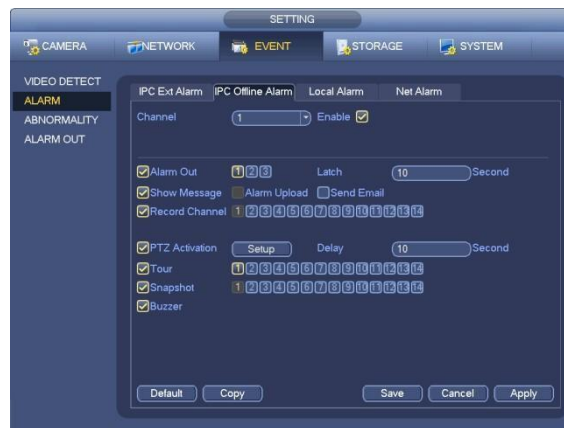 SETTING
CAMERA NETWORK EVENT STORAGE SYSTEM
VIDEO DETECT
ALARM
ABNORMALITY
ALARM OUT
IPC Ext Alarm IPC Offline Alarm Local Alarm Net Alarm
Channel 1 Enable
Alarm Out 1 2 3 Latch 10 Second
Show Message Alarm Upload Send Email
Record Channel 1 2 3 4 5 6 7 8 9 10 11 12 13 14
PTZ Activation Setup Delay 10 Second
Tour 1 2 3 4 5 6 7 8 9 10 11 12 13 14
Snapshot 1 2 3 4 5 6 7 8 9 10 11 12 13 14
Buzzer
Default Copy Save Cancel Apply